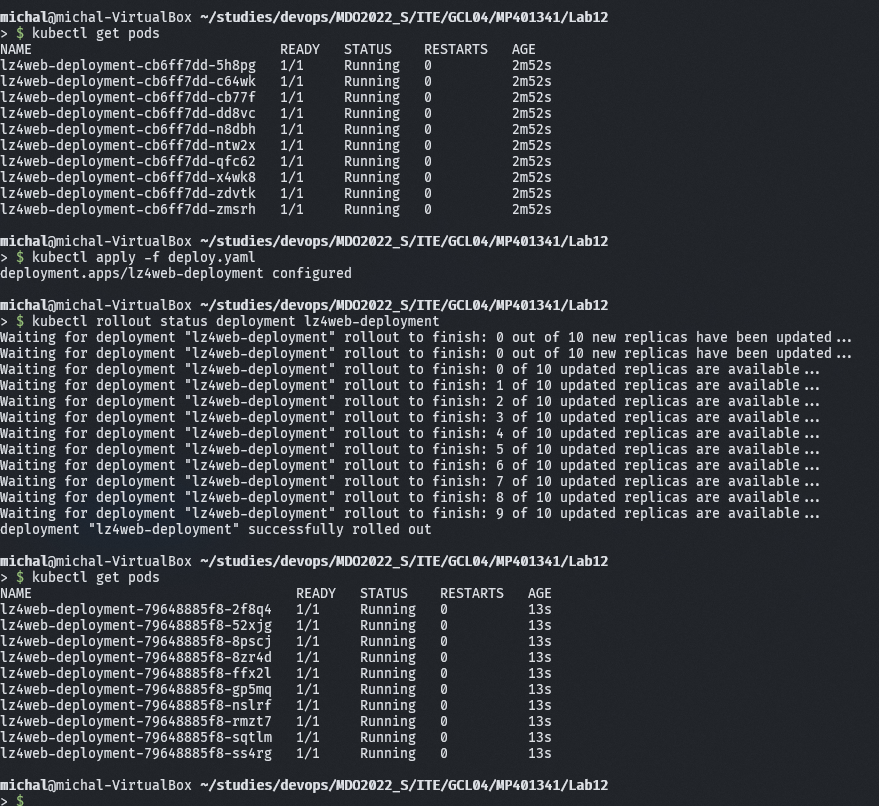 michal@michal-VirtualBox ~/studies/devops/MDO2022_S/ITE/GCL04/MP401341/Lab12
> $ kubectl get pods
NAME                               READY   STATUS    RESTARTS   AGE
lz4web-deployment-cb6ff7dd-5h8pg   1/1     Running   0          2m52s
lz4web-deployment-cb6ff7dd-c64wk   1/1     Running   0          2m52s
lz4web-deployment-cb6ff7dd-cb77f   1/1     Running   0          2m52s
lz4web-deployment-cb6ff7dd-dd8vc   1/1     Running   0          2m52s
lz4web-deployment-cb6ff7dd-n8dbh   1/1     Running   0          2m52s
lz4web-deployment-cb6ff7dd-ntw2x   1/1     Running   0          2m52s
lz4web-deployment-cb6ff7dd-qfc62   1/1     Running   0          2m52s
lz4web-deployment-cb6ff7dd-x4wk8   1/1     Running   0          2m52s
lz4web-deployment-cb6ff7dd-zdvtk   1/1     Running   0          2m52s
lz4web-deployment-cb6ff7dd-zmsrh   1/1     Running   0          2m52s
michal@michal-VirtualBox ~/studies/devops/MDO2022_S/ITE/GCL04/MP401341/Lab12
> $ kubectl apply -f deploy.yaml
deployment.apps/lz4web-deployment configured
michal@michal-VirtualBox ~/studies/devops/MDO2022_S/ITE/GCL04/MP401341/Lab12
> $ kubectl rollout status deployment lz4web-deployment
Waiting for deployment "lz4web-deployment" rollout to finish: 0 out of 10 new replicas have been updated...
Waiting for deployment "lz4web-deployment" rollout to finish: 0 out of 10 new replicas have been updated...
Waiting for deployment "lz4web-deployment" rollout to finish: 0 of 10 updated replicas are available...
Waiting for deployment "lz4web-deployment" rollout to finish: 1 of 10 updated replicas are available...
Waiting for deployment "lz4web-deployment" rollout to finish: 2 of 10 updated replicas are available...
Waiting for deployment "lz4web-deployment" rollout to finish: 3 of 10 updated replicas are available...
Waiting for deployment "lz4web-deployment" rollout to finish: 4 of 10 updated replicas are available...
Waiting for deployment "lz4web-deployment" rollout to finish: 5 of 10 updated replicas are available...
Waiting for deployment "lz4web-deployment" rollout to finish: 6 of 10 updated replicas are available...
Waiting for deployment "lz4web-deployment" rollout to finish: 7 of 10 updated replicas are available...
Waiting for deployment "lz4web-deployment" rollout to finish: 8 of 10 updated replicas are available...
Waiting for deployment "lz4web-deployment" rollout to finish: 9 of 10 updated replicas are available...
deployment "lz4web-deployment" successfully rolled out
michal@michal-VirtualBox ~/studies/devops/MDO2022_S/ITE/GCL04/MP401341/Lab12
> $ kubectl get pods
NAME                                 READY   STATUS    RESTARTS   AGE
lz4web-deployment-79648885f8-2f8q4   1/1     Running   0          13s
lz4web-deployment-79648885f8-52xjg   1/1     Running   0          13s
lz4web-deployment-79648885f8-8pscj   1/1     Running   0          13s
lz4web-deployment-79648885f8-8zr4d   1/1     Running   0          13s
lz4web-deployment-79648885f8-ffx2l   1/1     Running   0          13s
lz4web-deployment-79648885f8-gp5mq   1/1     Running   0          13s
lz4web-deployment-79648885f8-nslrf   1/1     Running   0          13s
lz4web-deployment-79648885f8-rmzt7   1/1     Running   0          13s
lz4web-deployment-79648885f8-sqtlm   1/1     Running   0          13s
lz4web-deployment-79648885f8-ss4rg   1/1     Running   0          13s
michal@michal-VirtualBox ~/studies/devops/MDO2022_S/ITE/GCL04/MP401341/Lab12
> $